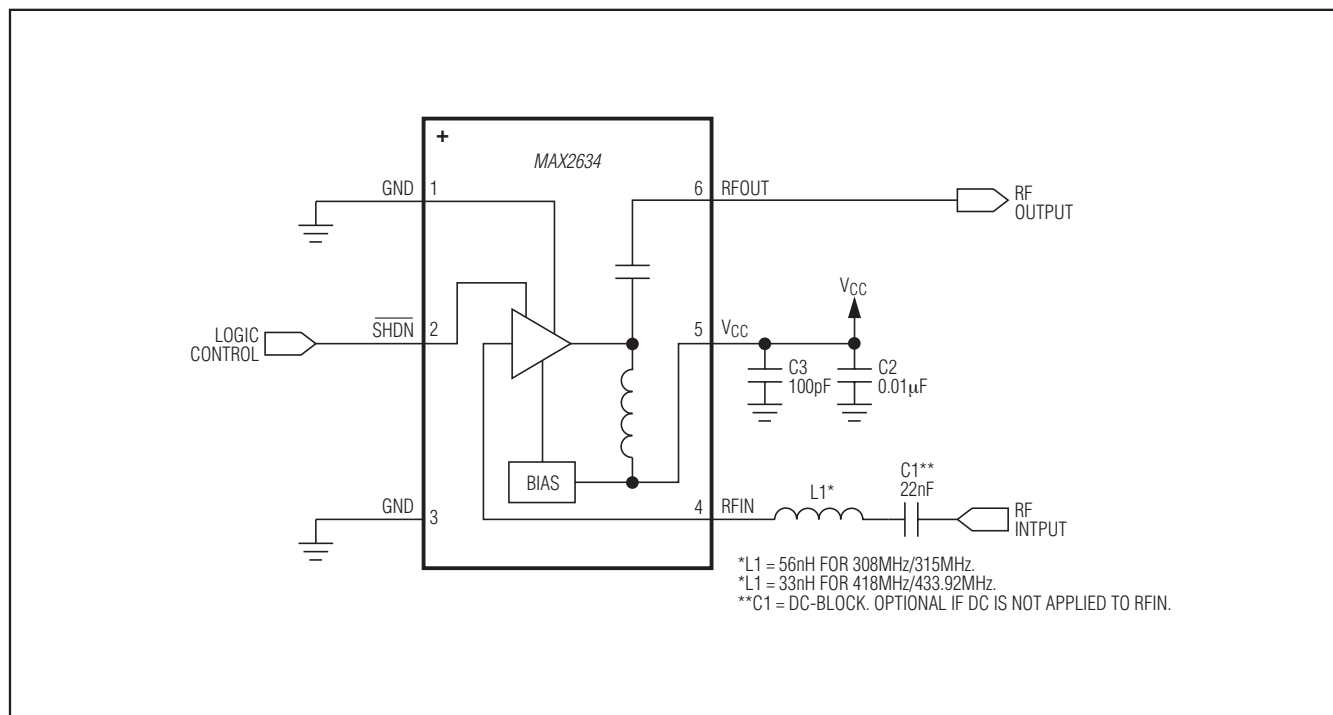 +
MAX2634
GND
1
6
RFOUT
RF
OUTPUT
VCC
LOGIC
CONTROL
SHDN
2
5
VCC
C3
100pF
C2
0.01μF
BIAS
GND
3
4
RFIN
L1*
C1**
22nF
RF
INTPUT
*L1 = 56nH FOR 308MHz/315MHz.
*L1 = 33nH FOR 418MHz/433.92MHz.
**C1 = DC-BLOCK. OPTIONAL IF DC IS NOT APPLIED TO RFIN.